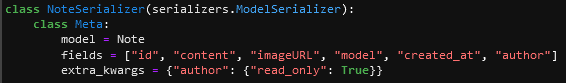 class NoteSerializer(serializers.ModelSerializer):
    class Meta:
        model = Note
        fields = ["id", "content", "imageURL", "model", "created_at", "author"]
        extra_kwargs = {"author": {"read_only": True}}